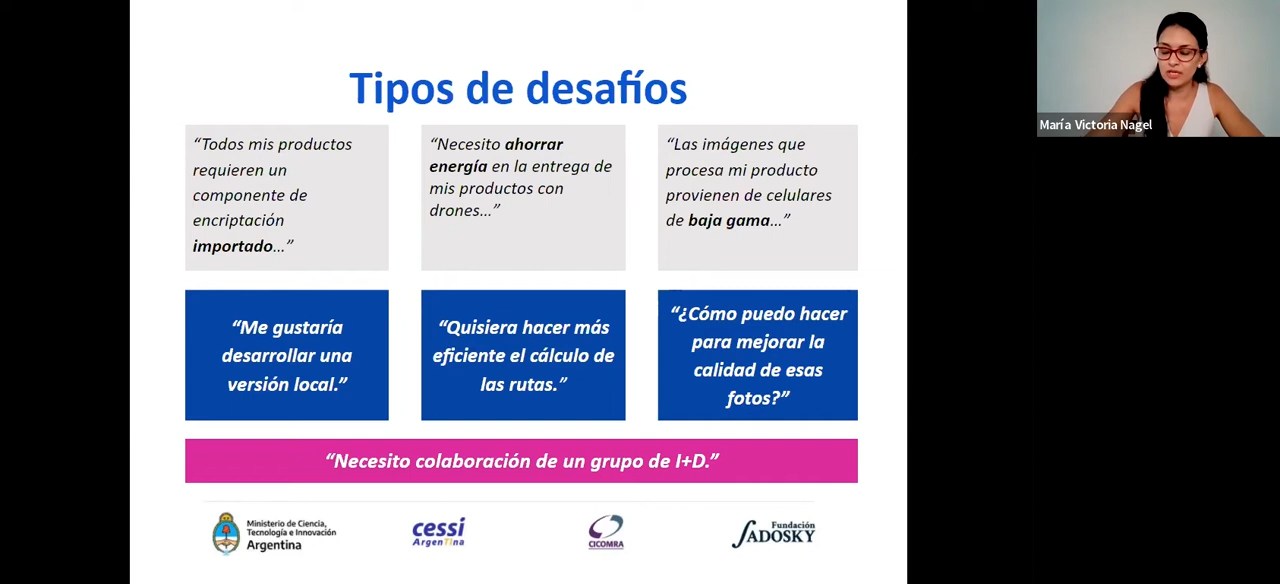 Tipos de desafíos
“Todos mis productos
requieren un
componente de
encriptación
importado…”
“Necesito ahorrar
energía en la entrega de
mis productos con
drones…”
“Las imágenes que
procesa mi producto
provienen de celulares
de baja gama…”
“Me gustaría
desarrollar una
versión local.”
“Quisiera hacer más
eficiente el cálculo de
las rutas.”
“¿Cómo puedo hacer
para mejorar la
calidad de esas
fotos?”
“Necesito colaboración de un grupo de I+D.”
Ministerio de Ciencia,
Tecnología e Innovación
Argentina
cessi
ArgenTIna
CICOMRA
Fundación
SADOSKY
María Victoria Nagel